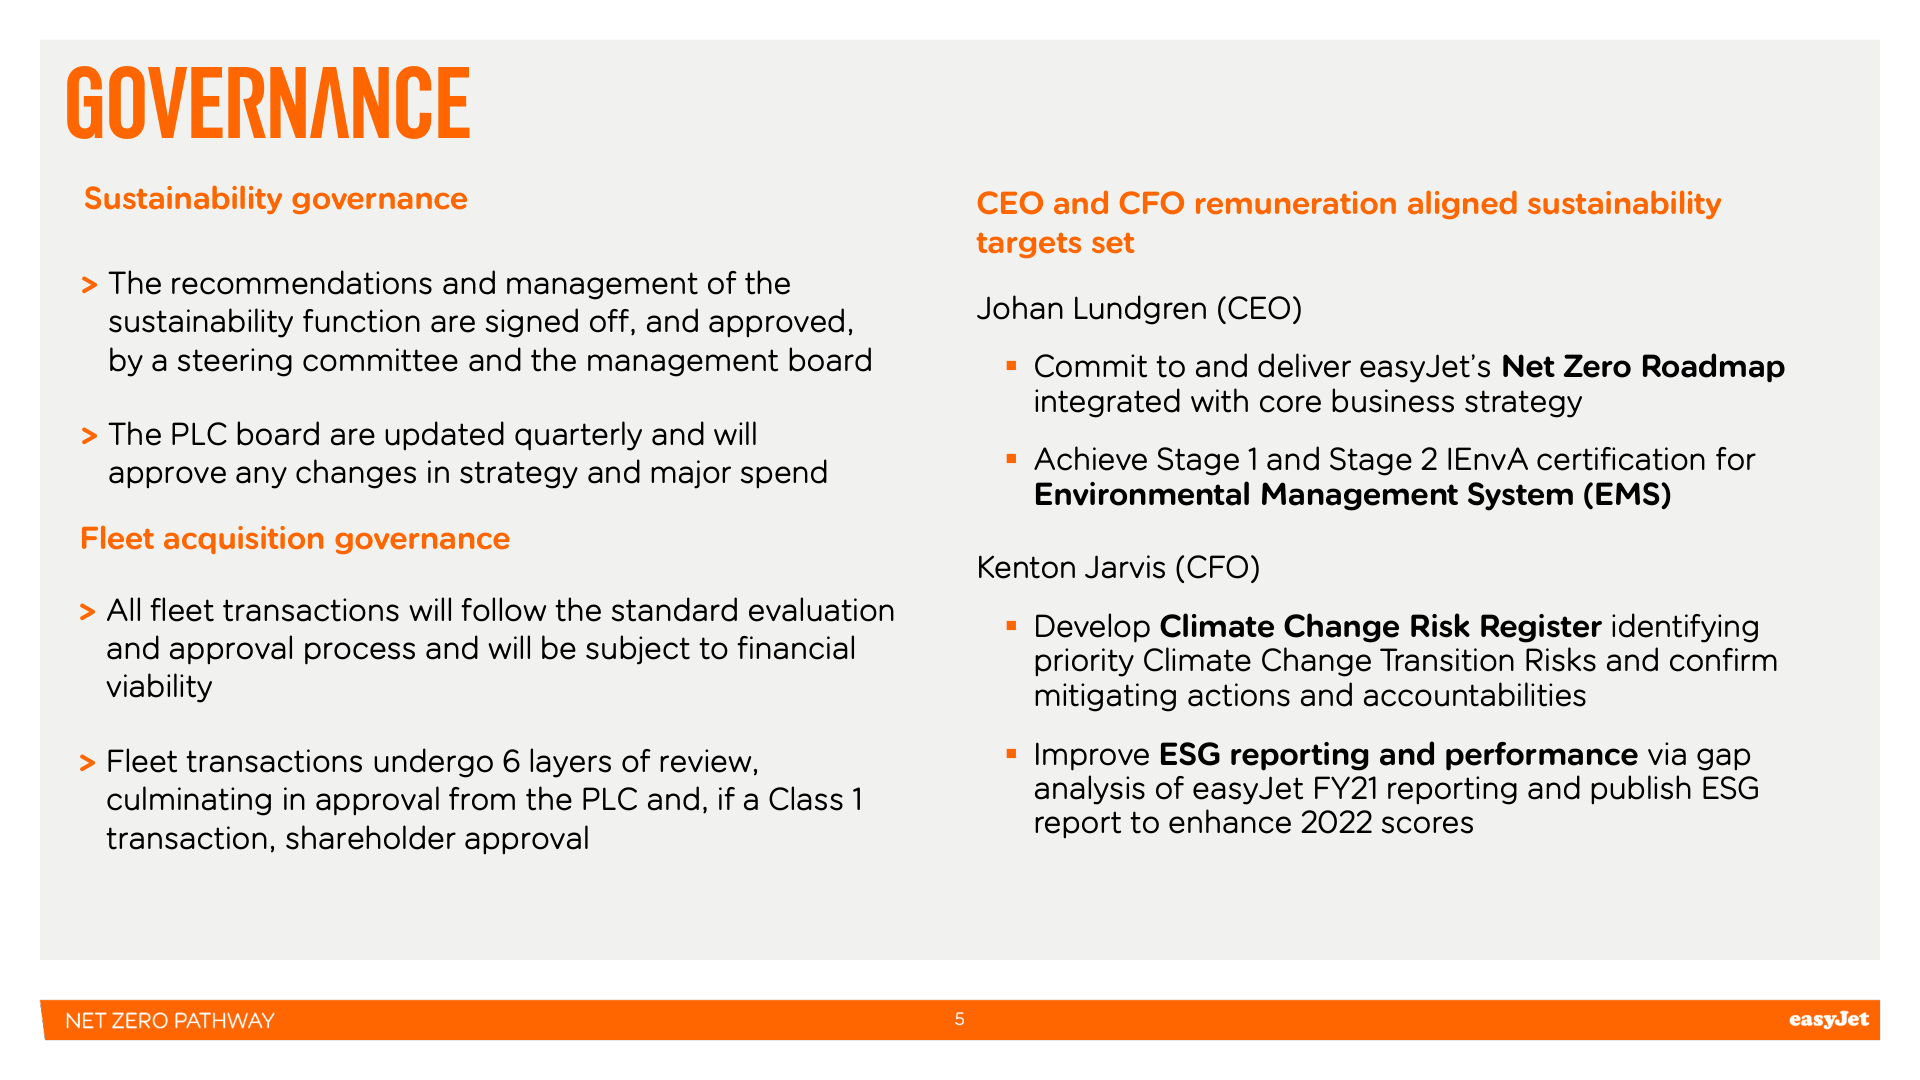 GOVERNANCE
Sustainability governance
> The recommendations and management of the
sustainability function are signed off, and approved,
by a steering committee and the management board
> The PLC board are updated quarterly and will
approve any changes in strategy and major spend
Fleet acquisition governance
> All fleet transactions will follow the standard evaluation
and approval process and will be subject to financial
viability
> Fleet transactions undergo 6 layers of review,
culminating in approval from the PLC and, if a Class 1
transaction, shareholder approval
CEO and CFO remuneration aligned sustainability
targets set
Johan Lundgren (CEO)
▪ Commit to and deliver easyJet’s Net Zero Roadmap
integrated with core business strategy
▪ Achieve Stage 1 and Stage 2 IEnvA certification for
Environmental Management System (EMS)
Kenton Jarvis (CFO)
▪ Develop Climate Change Risk Register identifying
priority Climate Change Transition Risks and confirm
mitigating actions and accountabilities
▪ Improve ESG reporting and performance via gap
analysis of easyJet FY21 reporting and publish ESG
report to enhance 2022 scores
NET ZERO PATHWAY
5
easyJet